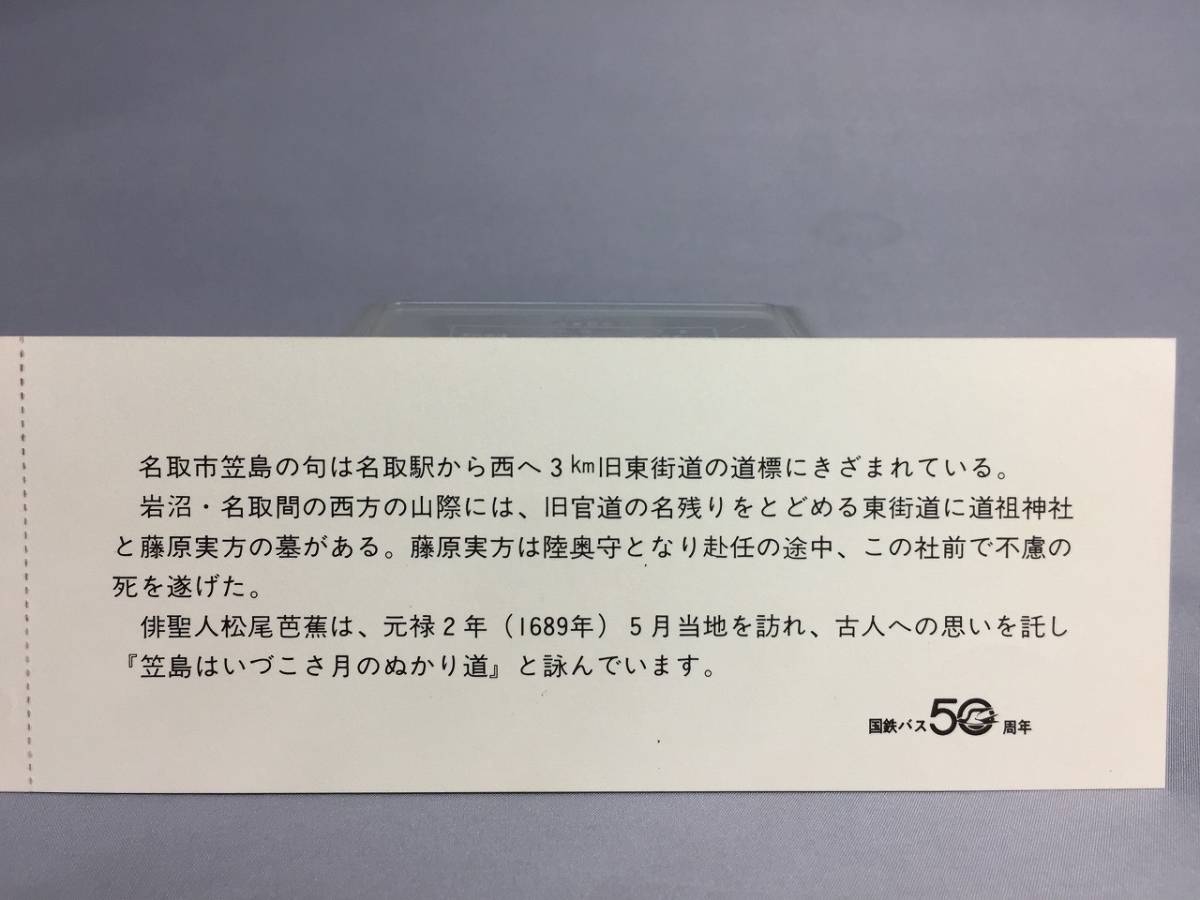 名取市笠島の句は名取駅から西へ3km旧東街道の道標にきざまれている。
岩沼・名取間の西方の山際には、旧官道の名残りをとどめる東街道に道祖神社
と藤原実方の墓がある。藤原実方は陸奥守となり赴任の途中、この社前で不慮の
死を遂げた。
俳聖人松尾芭蕉は、元禄2年（1689年）5月当地を訪れ、古人への思いを託し
『笠島はいづこさ月のぬかり道』と詠んでいます。
国鉄バス50周年